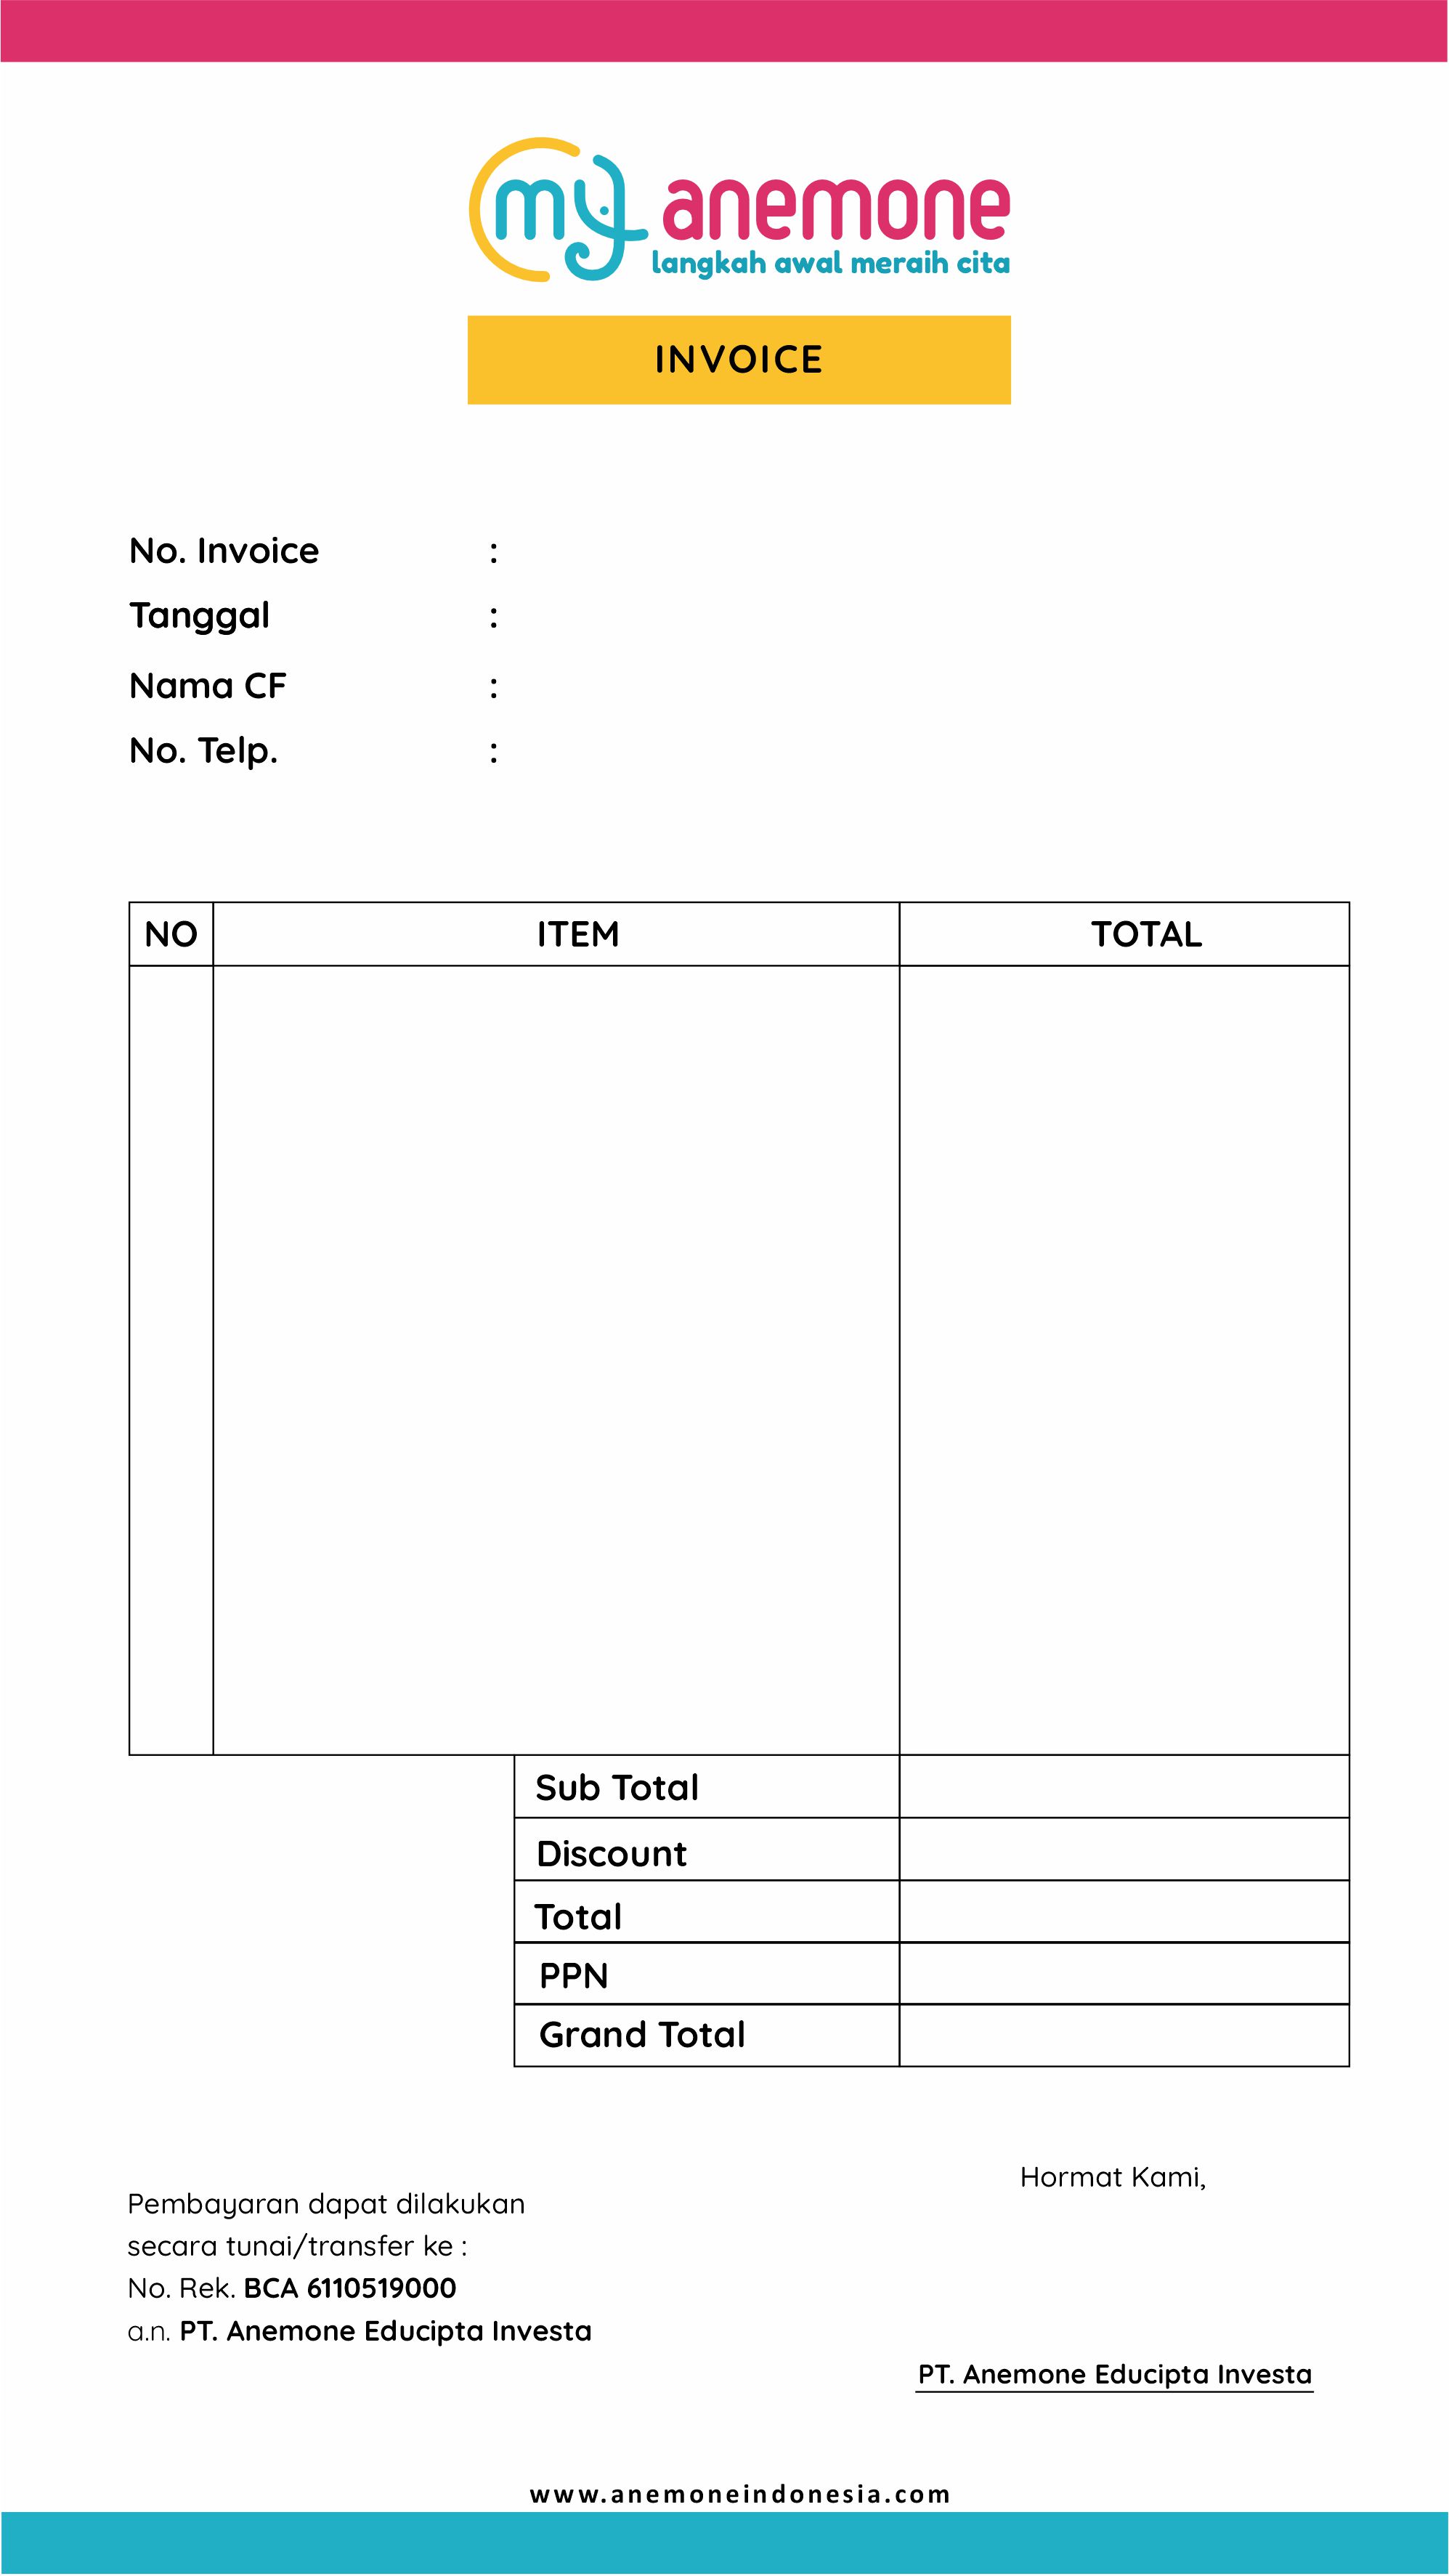 my anemone
langkah awal meraih cita
INVOICE
No. Invoice :
Tanggal :
Nama CF :
No. Telp. :
NO ITEM TOTAL
Sub Total
Discount
Total
PPN
Grand Total
Hormat Kami,
Pembayaran dapat dilakukan
secara tunai/transfer ke :
No. Rek. BCA 6110519000
a.n. PT. Anemone Educipta Investa
PT. Anemone Educipta Investa
www.anemoneindonesia.com